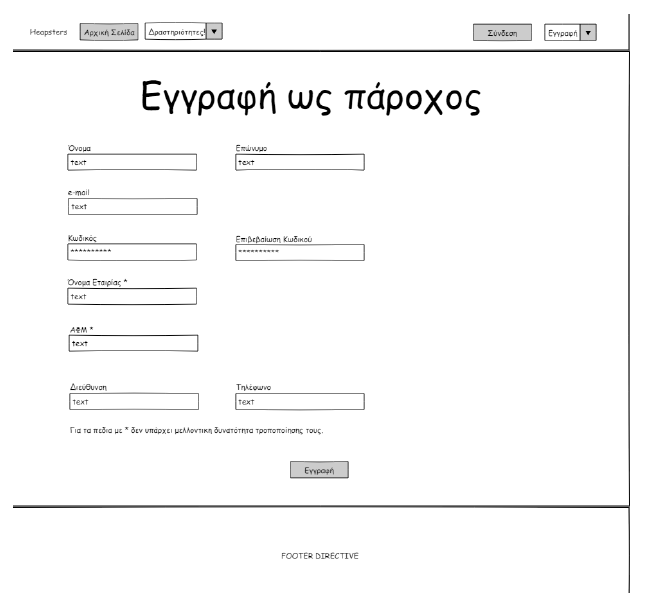 Heapsters Αρχική Σελίδα Δραστηριότητες! ▼ Σύνδεση Εγγραφή ▼
Εγγραφή ως πάροχος
Όνομα Επώνυμο
text text
e-mail
text
Κωδικός Επιβεβαίωση Κωδικού
********** **********
Όνομα Εταιρίας *
text
ΑΦΜ *
text
Διεύθυνση Τηλέφωνο
text text
Για τα πεδια με * δεν υπάρχει μελλοντικη δυνατότητα τροποποίησης τους.
Εγγραφή
FOOTER DIRECTIVE